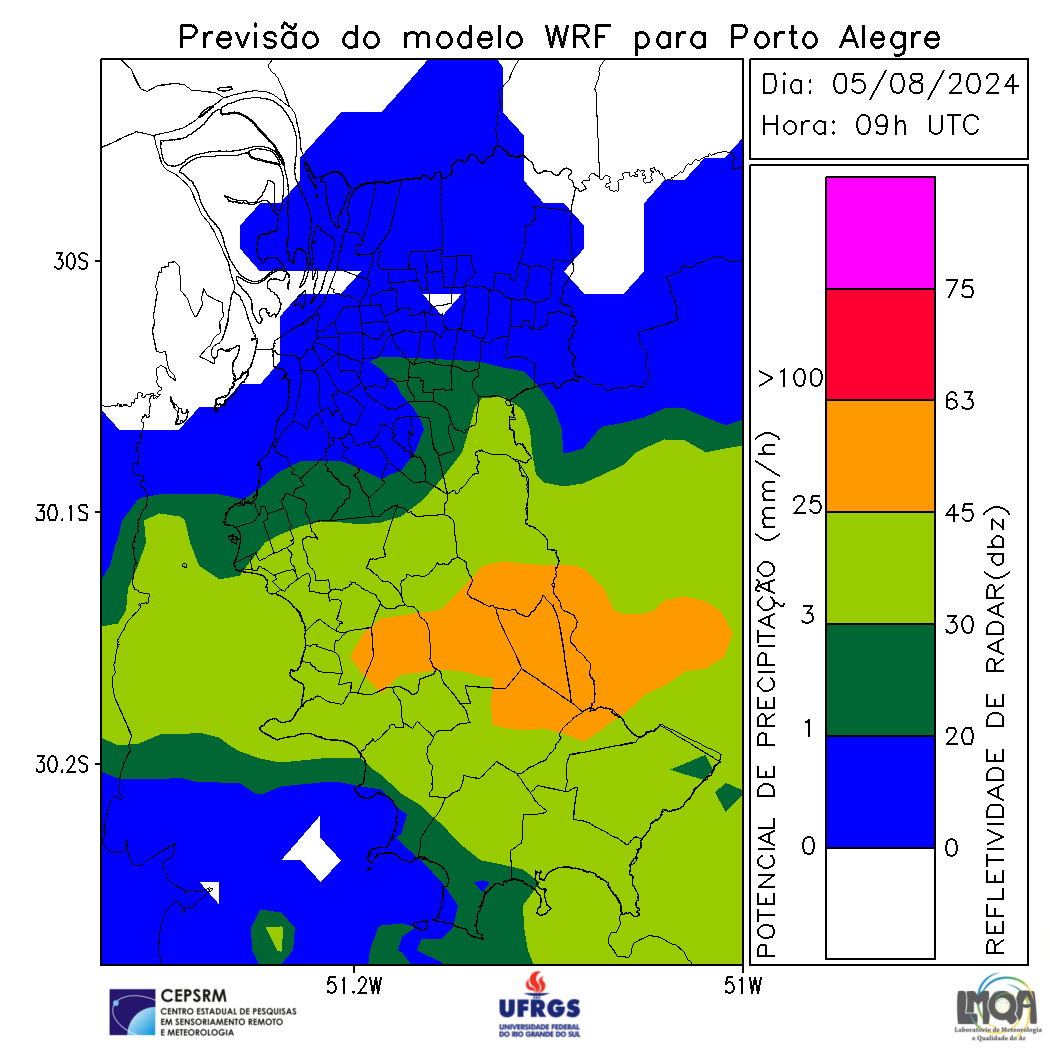 Previsão do modelo WRF para Porto Alegre
Dia: 05/08/2024
Hora: 09h UTC
30S
30.1S
30.2S
51.2W
51W
POTENCIAL DE PRECIPITAÇÃO (mm/h)
>100
25
3
1
0
75
63
45
30
20
0
REFLETIVIDADE DE RADAR(dbz)
CEPSRM
CENTRO ESTADUAL DE PESQUISAS
EM SENSORIAMENTO REMOTO
E METEOROLOGIA
UFRGS
UNIVERSIDADE FEDERAL
DO RIO GRANDE DO SUL
LMQA
Laboratório de Meteorologia
e Qualidade do Ar